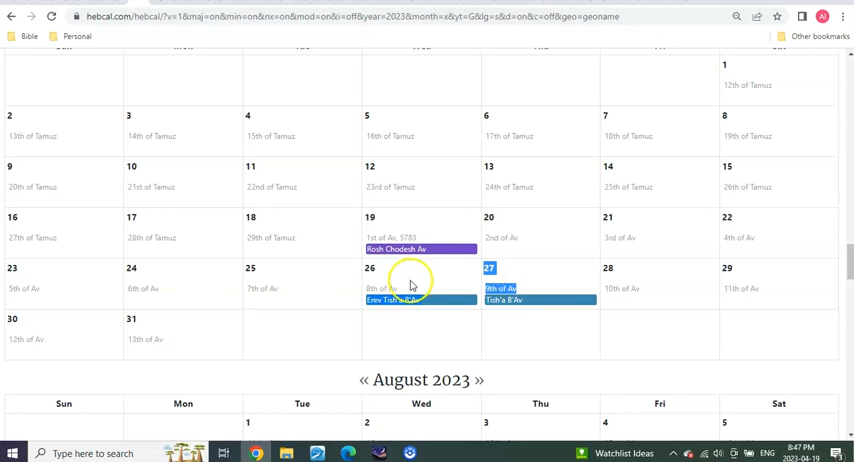 hebcal.com/hebcal/?v=1&maj=on&min=on&nx=on&mod=on&i=off&year=2023&month=x&yt=G&lg=s&d=on&c=off&geo=geoname
AI
Bible Personal Other bookmarks
1
12th of Tamuz
2 3 4 5 6 7 8
13th of Tamuz 14th of Tamuz 15th of Tamuz 16th of Tamuz 17th of Tamuz 18th of Tamuz 19th of Tamuz
9 10 11 12 13 14 15
20th of Tamuz 21st of Tamuz 22nd of Tamuz 23rd of Tamuz 24th of Tamuz 25th of Tamuz 26th of Tamuz
16 17 18 19 20 21 22
27th of Tamuz 28th of Tamuz 29th of Tamuz 1st of Av, 5783 2nd of Av 3rd of Av 4th of Av
Rosh Chodesh Av
23 24 25 26 27 28 29
5th of Av 6th of Av 7th of Av 8th of Av 9th of Av 10th of Av 11th of Av
Erev Tish'a B'Av Tish'a B'Av
30 31
12th of Av 13th of Av
« August 2023 »
Sun Mon Tue Wed Thu Fri Sat
1 2 3 4 5
Type here to search Watchlist Ideas ENG 8:47 PM
2023-04-19
3